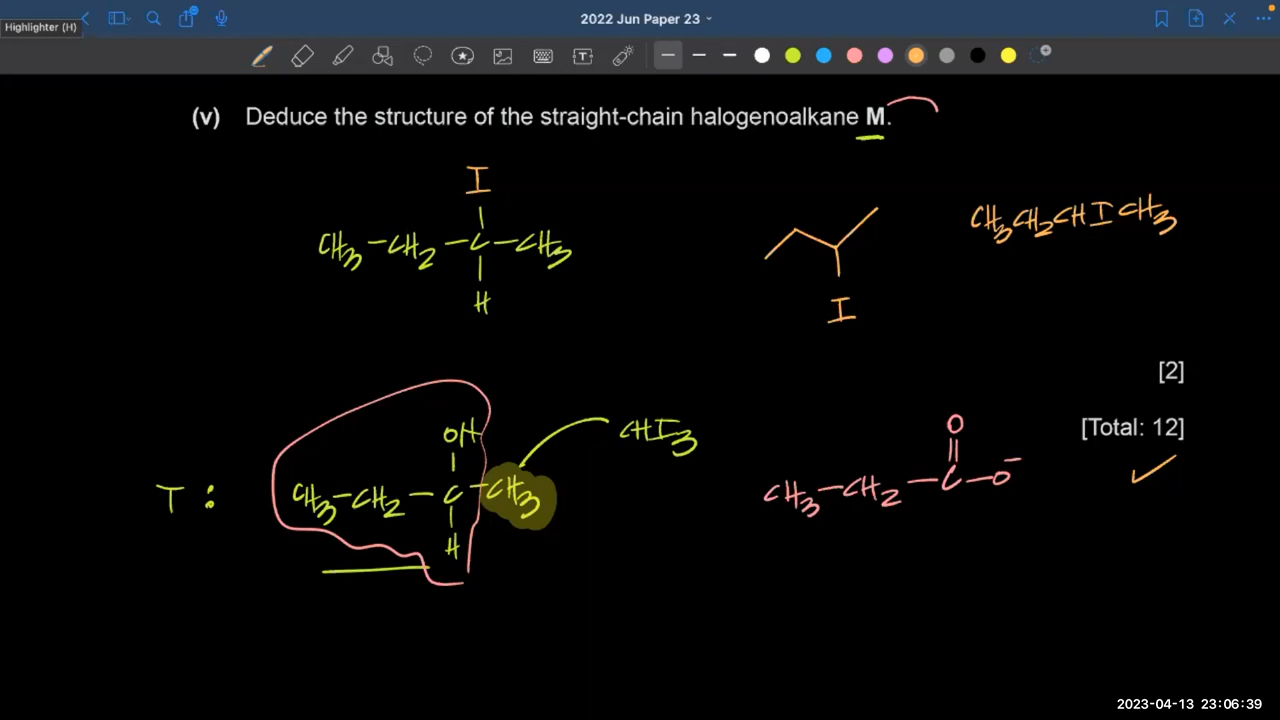 2022 Jun Paper 23
Highlighter (H)
T
(v) Deduce the structure of the straight-chain halogenoalkane M.
I
CH3-CH2-C-CH3
H
I
CH3CH2CHICH3
[2]
[Total: 12]
OH
T: CH3-CH2-C-CH3
H
CHI3
O
CH3-CH2-C-O-
2023-04-13 23:06:39